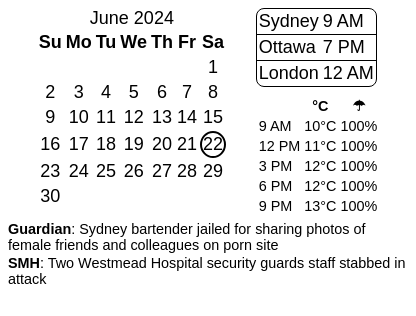 June 2024
Su Mo Tu We Th Fr Sa
1
2 3 4 5 6 7 8
9 10 11 12 13 14 15
16 17 18 19 20 21 22
23 24 25 26 27 28 29
30
Sydney 9 AM
Ottawa 7 PM
London 12 AM
°C ☂
9 AM 10°C 100%
12 PM 11°C 100%
3 PM 12°C 100%
6 PM 12°C 100%
9 PM 13°C 100%
Guardian: Sydney bartender jailed for sharing photos of
female friends and colleagues on porn site
SMH: Two Westmead Hospital security guards staff stabbed in
attack